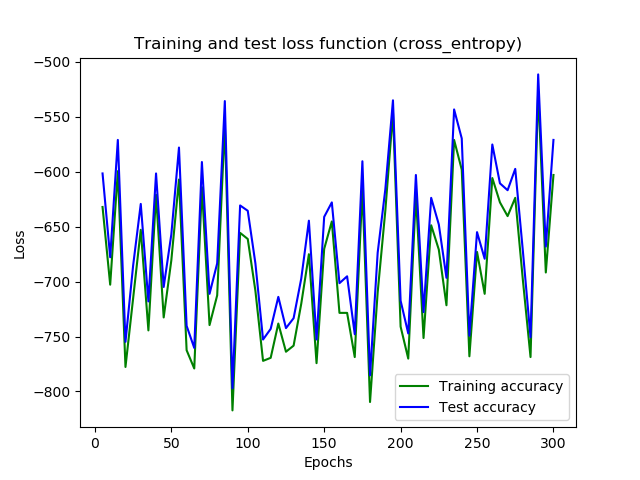 Training and test loss function (cross_entropy)
−500
−550
−600
−650
−700
−750
−800
Loss
0
50
100
150
200
250
300
Epochs
Training accuracy
Test accuracy